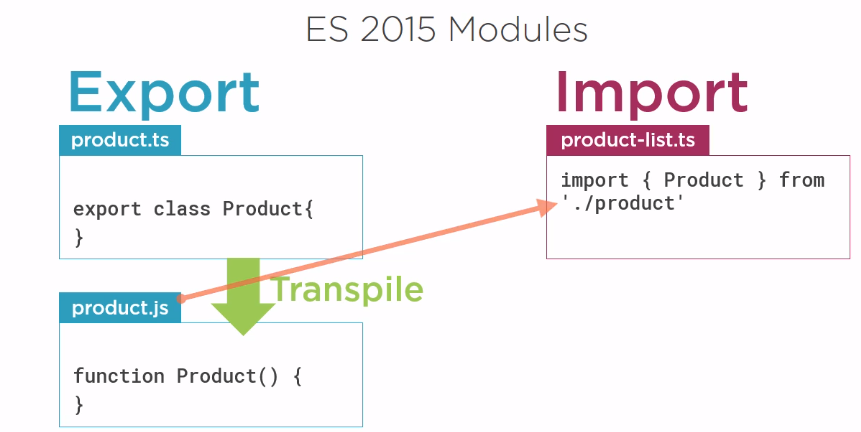 ES 2015 Modules
Export
product.ts
export class Product{
}
Transpile
product.js
function Product() {
}
Import
product-list.ts
import { Product } from
'./product'